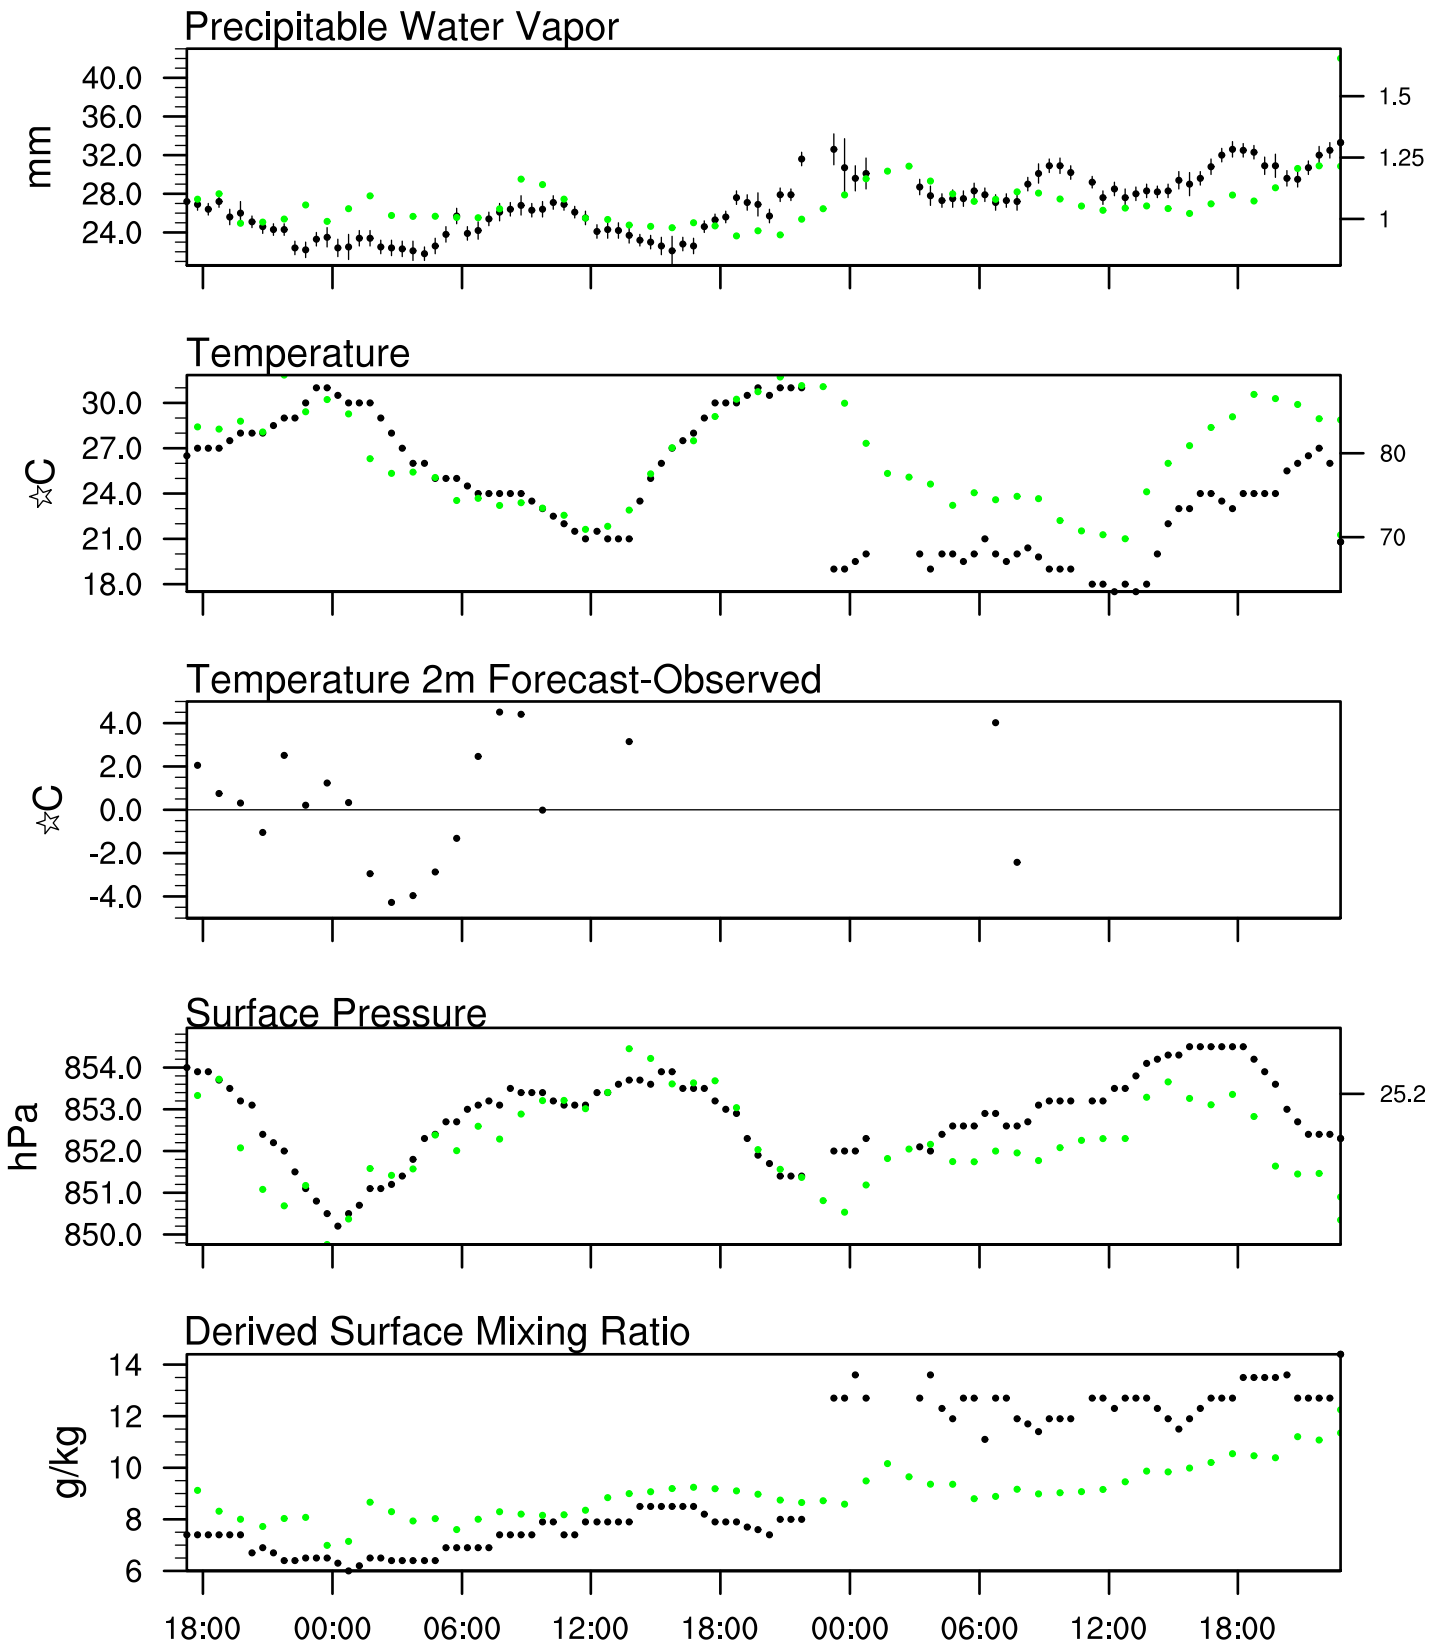 Precipitable Water Vapor
40.0
36.0
32.0
28.0
24.0
mm
1.5
1.25
1
Temperature
30.0
27.0
24.0
21.0
18.0
☆C
80
70
Temperature 2m Forecast-Observed
4.0
2.0
0.0
-2.0
-4.0
☆C
Surface Pressure
854.0
853.0
852.0
851.0
850.0
hPa
25.2
Derived Surface Mixing Ratio
14
12
10
8
6
g/kg
18:00 00:00 06:00 12:00 18:00 00:00 06:00 12:00 18:00